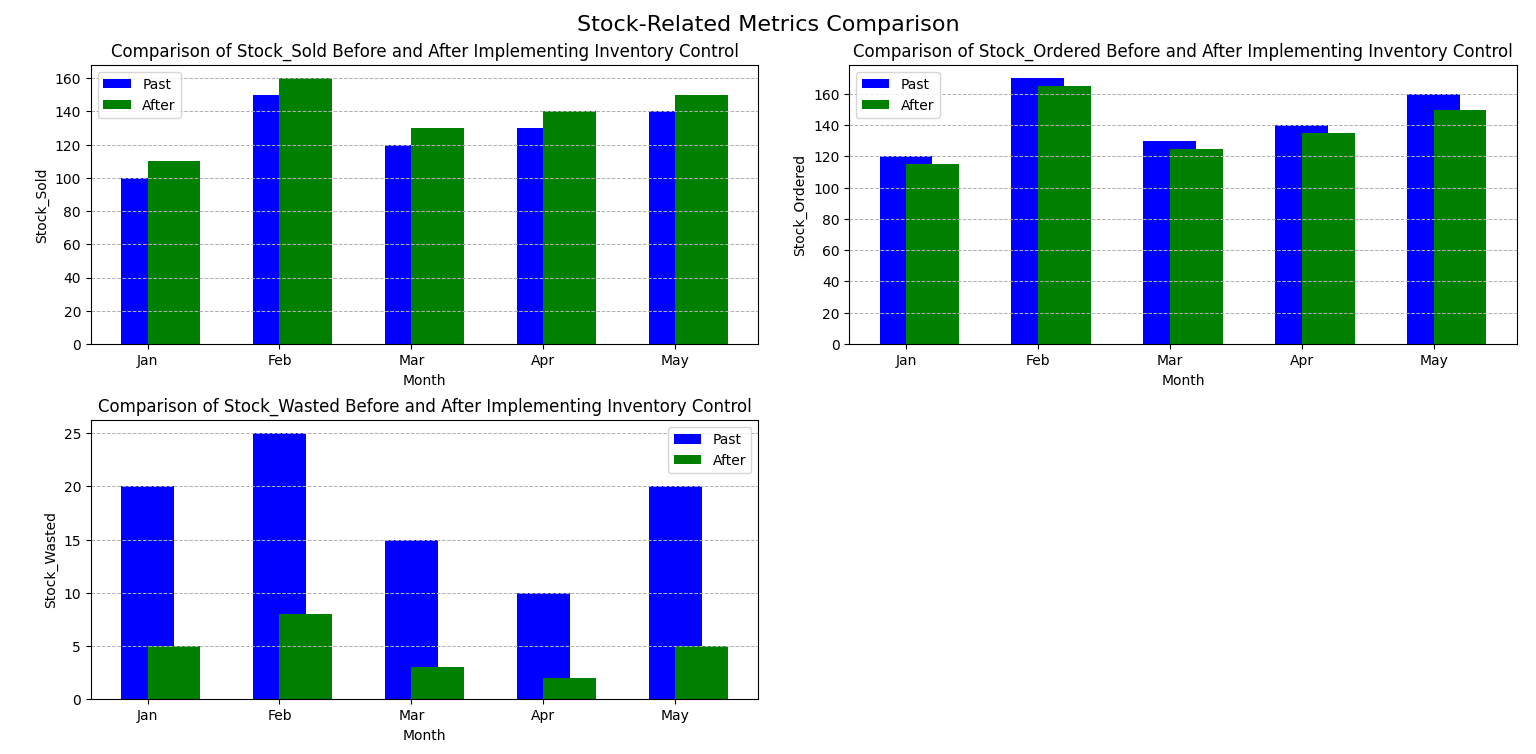 Stock-Related Metrics Comparison
Comparison of Stock_Sold Before and After Implementing Inventory Control
Past
After
160
140
120
100
80
60
40
20
0
Stock_Sold
Jan Feb Mar Apr May
Month
Comparison of Stock_Ordered Before and After Implementing Inventory Control
Past
After
160
140
120
100
80
60
40
20
0
Stock_Ordered
Jan Feb Mar Apr May
Month
Comparison of Stock_Wasted Before and After Implementing Inventory Control
Past
After
25
20
15
10
5
0
Stock_Wasted
Jan Feb Mar Apr May
Month